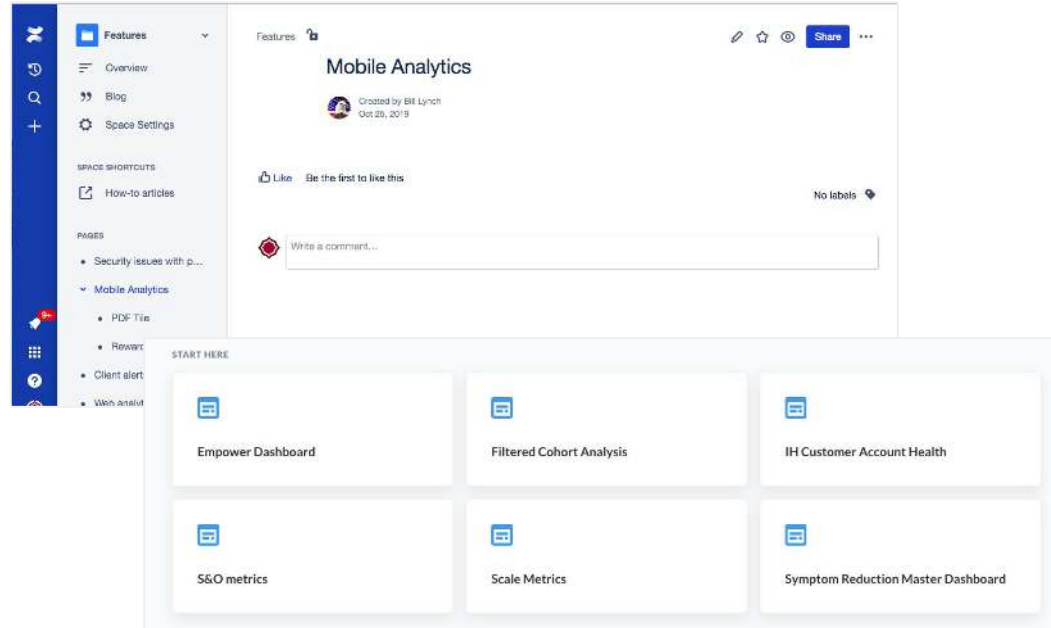 Features
Overview
Blog
Space Settings
SPACE SHORTCUTS
How-to articles
PAGES
Security issues with p...
Mobile Analytics
PDF Tile
Client alert
9+
Features
Share
Mobile Analytics
Created by Bill Lynch
Oct 25, 2019
Like Be the first to like this
No labels
Write a comment...
START HERE
Empower Dashboard
Filtered Cohort Analysis
IH Customer Account Health
S&O metrics
Scale Metrics
Symptom Reduction Master Dashboard